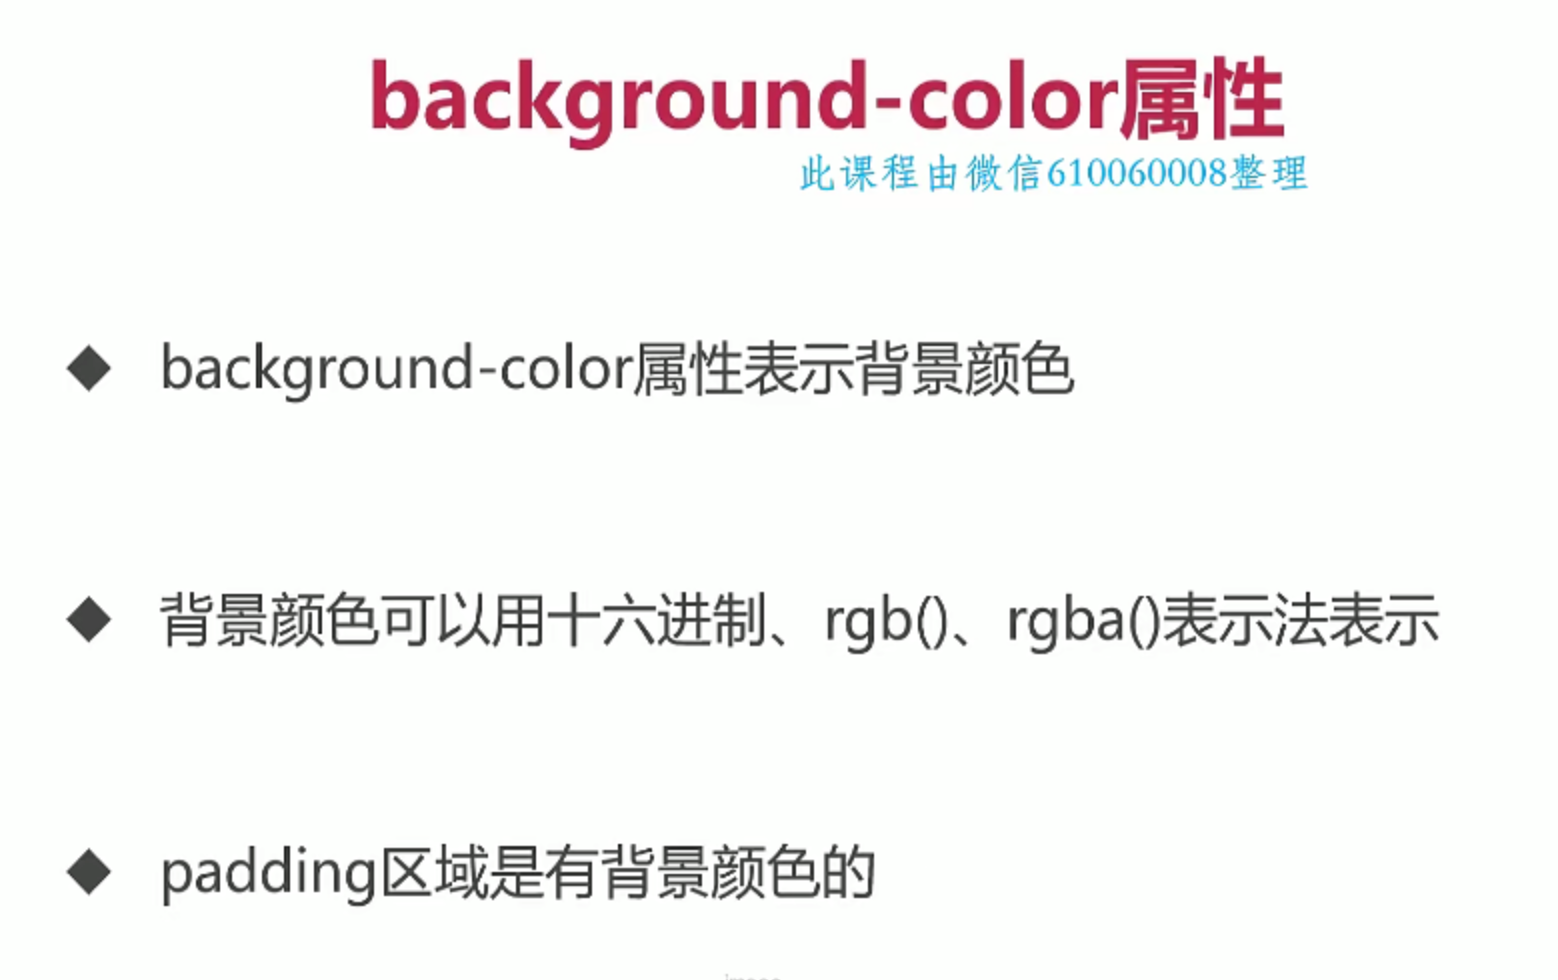 background-color属性
此课程由微信610060008整理
◆ background-color属性表示背景颜色
◆ 背景颜色可以用十六进制、rgb()、rgba()表示法表示
◆ padding区域是有背景颜色的